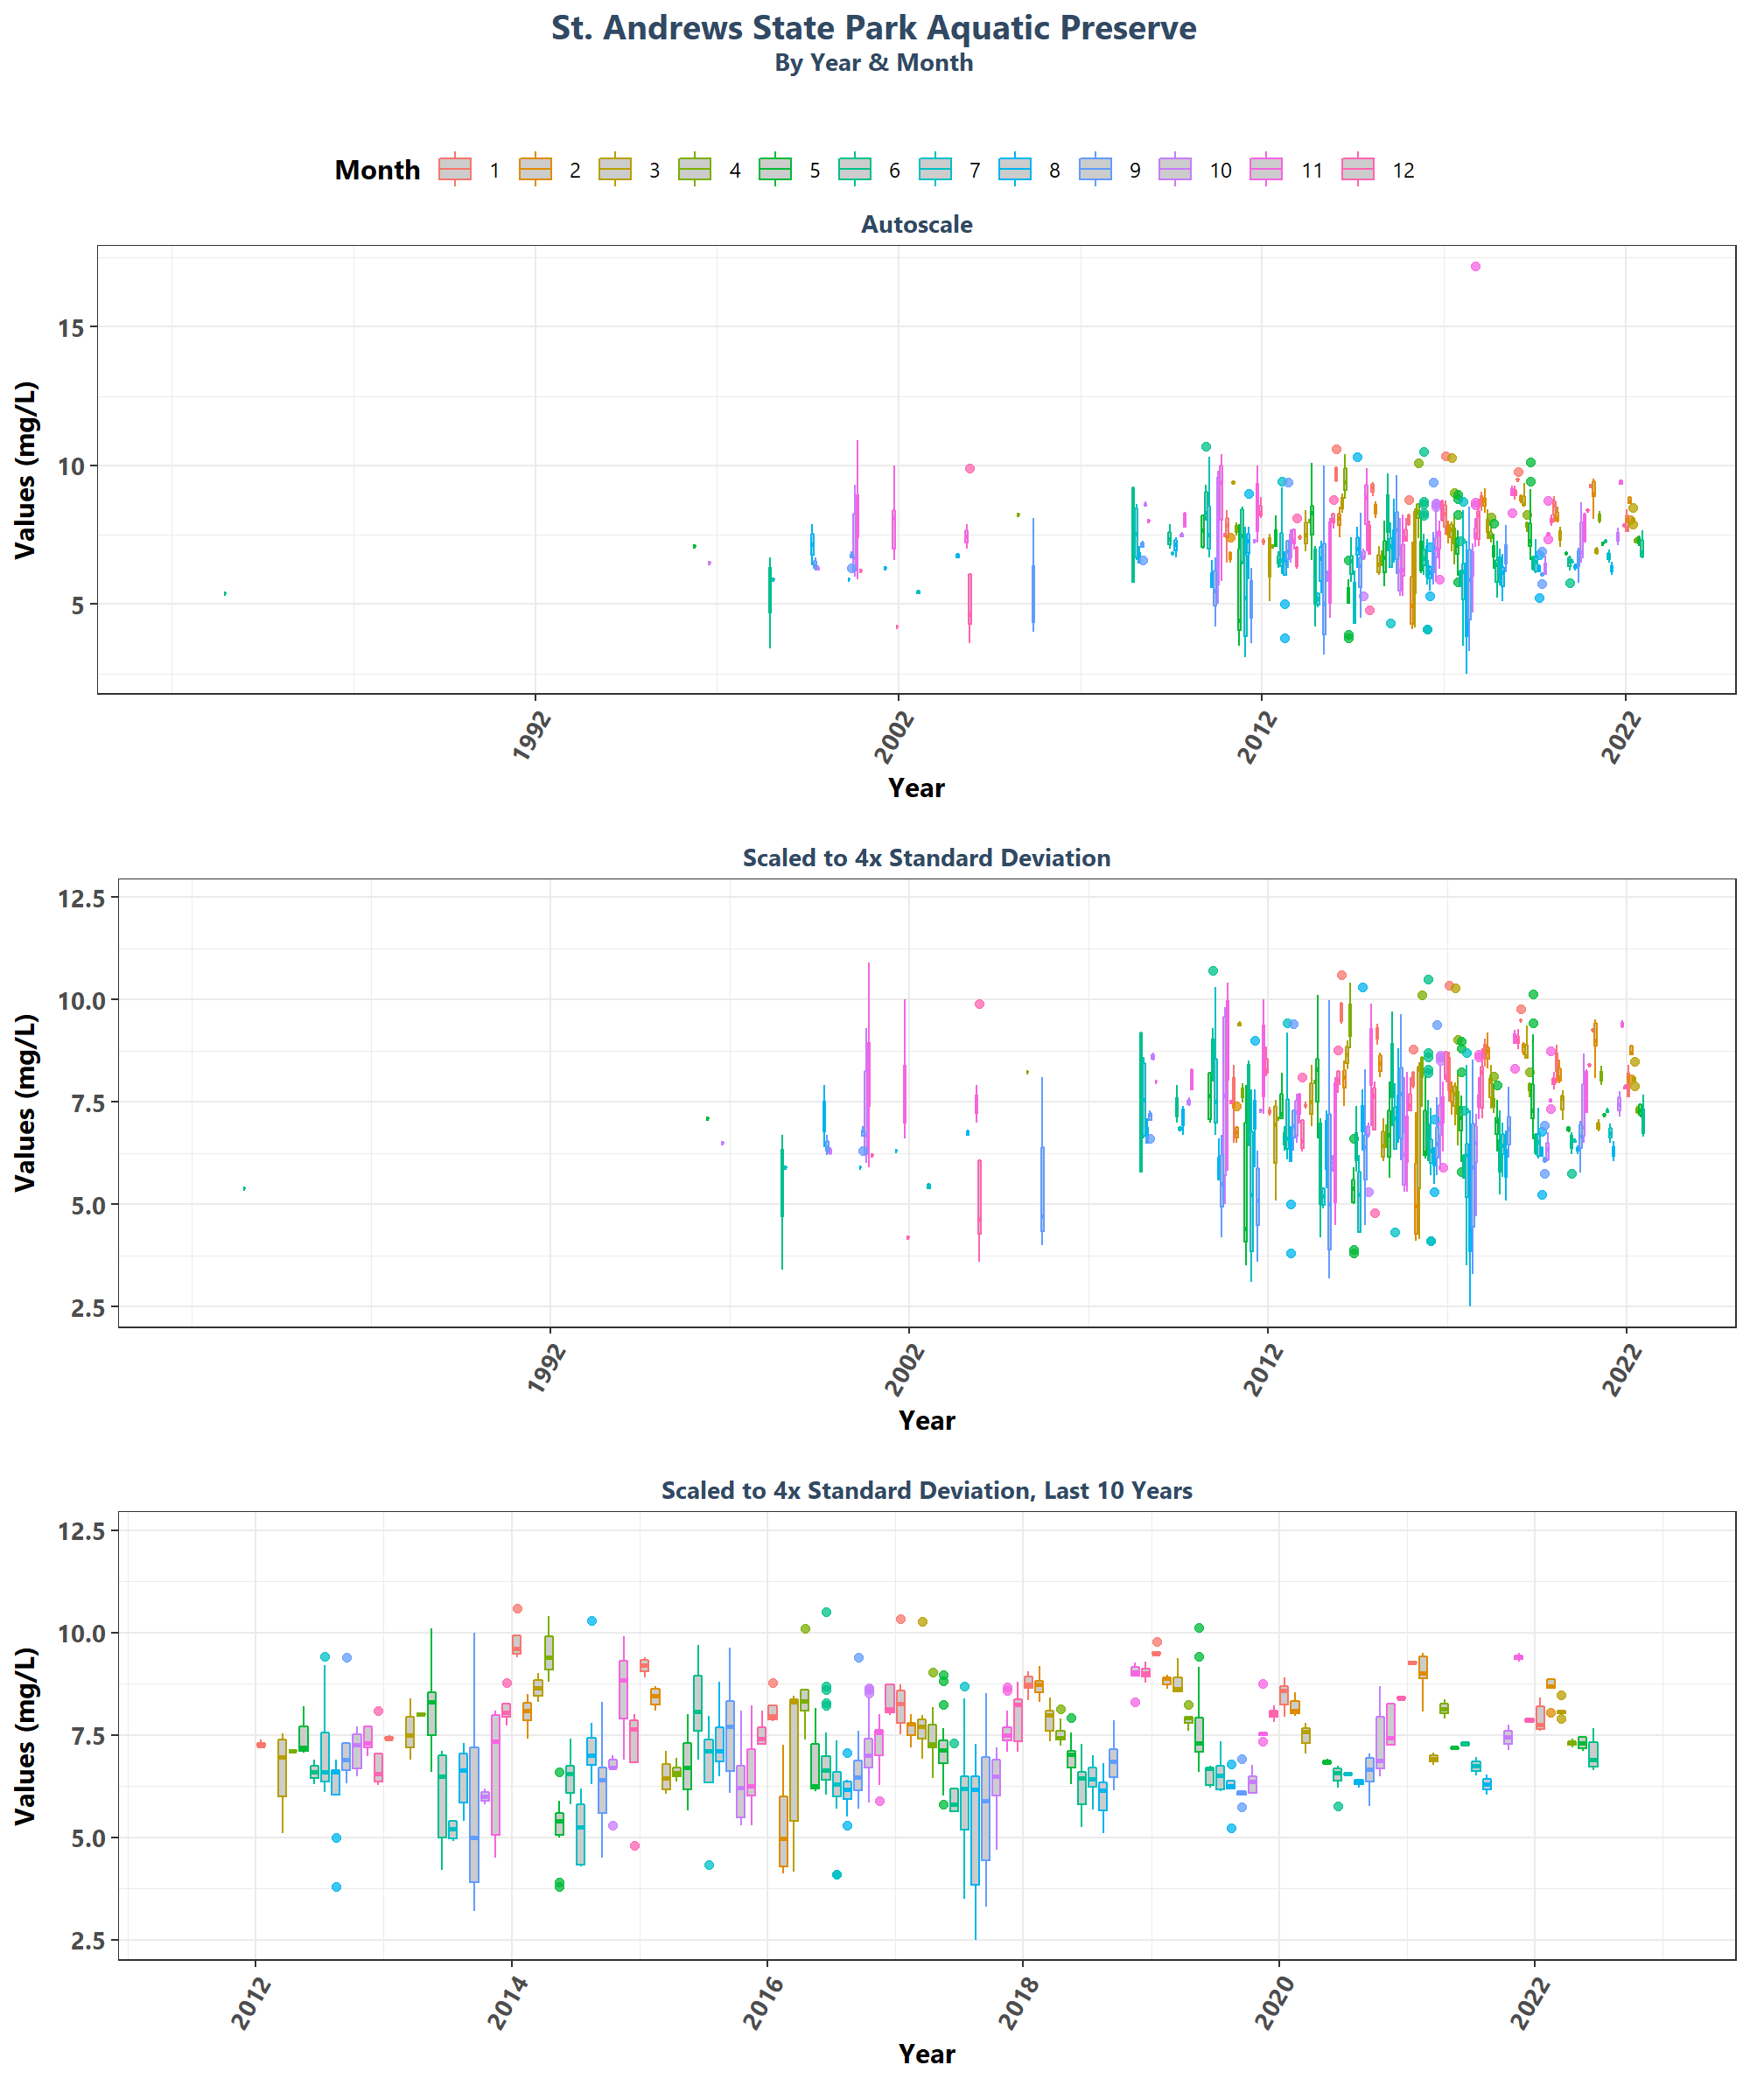 St. Andrews State Park Aquatic Preserve
By Year & Month
Month 1 2 3 4 5 6 7 8 9 10 11 12
Autoscale
Values (mg/L)
15
10
5
1992 2002 2012 2022
Year
Scaled to 4x Standard Deviation
Values (mg/L)
12.5
10.0
7.5
5.0
2.5
1992 2002 2012 2022
Year
Scaled to 4x Standard Deviation, Last 10 Years
Values (mg/L)
12.5
10.0
7.5
5.0
2.5
2012 2014 2016 2018 2020 2022
Year